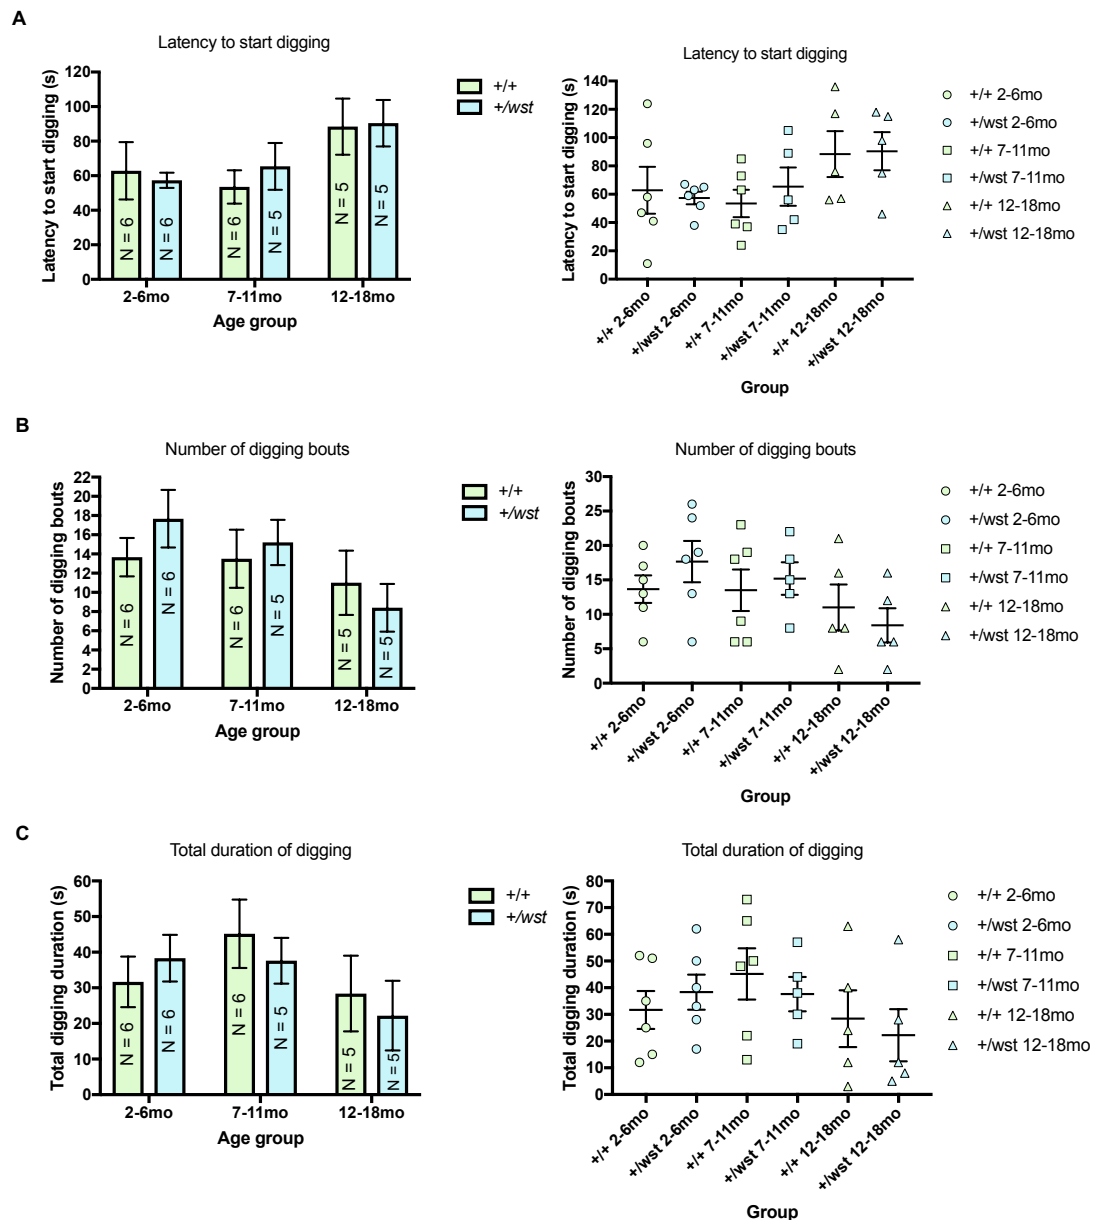 A
Latency to start digging
Latency to start digging (s)
120
100
80
60
40
20
0
N = 6
N = 6
N = 6
N = 5
N = 5
N = 5
2-6mo
7-11mo
12-18mo
Age group
+/+
+/wst
Latency to start digging
Latency to start digging (s)
140
120
100
80
60
40
20
0
+/+ 2-6mo
+/wst 2-6mo
+/+ 7-11mo
+/wst 7-11mo
+/+ 12-18mo
+/wst 12-18mo
Group
+/+ 2-6mo
+/wst 2-6mo
+/+ 7-11mo
+/wst 7-11mo
+/+ 12-18mo
+/wst 12-18mo
B
Number of digging bouts
Number of digging bouts
22
20
18
16
14
12
10
8
6
4
2
0
N = 6
N = 6
N = 6
N = 5
N = 5
N = 5
2-6mo
7-11mo
12-18mo
Age group
+/+
+/wst
Number of digging bouts
Number of digging bouts
30
25
20
15
10
5
0
+/+ 2-6mo
+/wst 2-6mo
+/+ 7-11mo
+/wst 7-11mo
+/+ 12-18mo
+/wst 12-18mo
Group
+/+ 2-6mo
+/wst 2-6mo
+/+ 7-11mo
+/wst 7-11mo
+/+ 12-18mo
+/wst 12-18mo
C
Total duration of digging
Total digging duration (s)
60
50
40
30
20
10
0
N = 6
N = 6
N = 6
N = 5
N = 5
N = 5
2-6mo
7-11mo
12-18mo
Age group
+/+
+/wst
Total duration of digging
Total digging duration (s)
80
70
60
50
40
30
20
10
0
+/+ 2-6mo
+/wst 2-6mo
+/+ 7-11mo
+/wst 7-11mo
+/+ 12-18mo
+/wst 12-18mo
Group
+/+ 2-6mo
+/wst 2-6mo
+/+ 7-11mo
+/wst 7-11mo
+/+ 12-18mo
+/wst 12-18mo